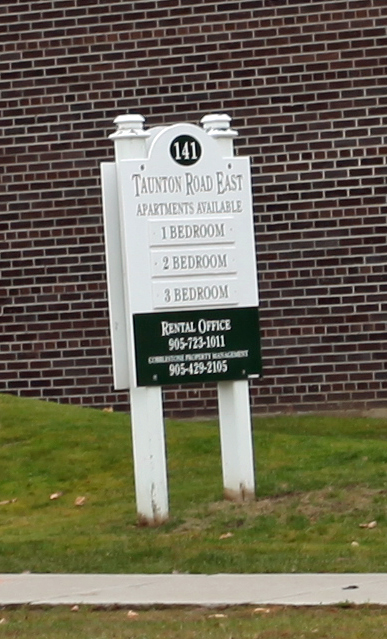 141
TAUNTON ROAD EAST
APARTMENTS AVAILABLE
1 BEDROOM
2 BEDROOM
3 BEDROOM
RENTAL OFFICE
905-723-1011
COBBLESTONE PROPERTY MANAGEMENT
905-429-2105